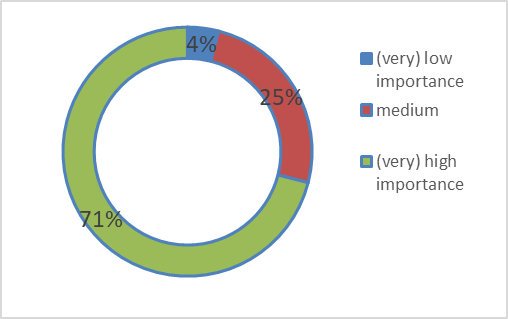 4%
25%
71%
(very) low
importance
medium
(very) high
importance